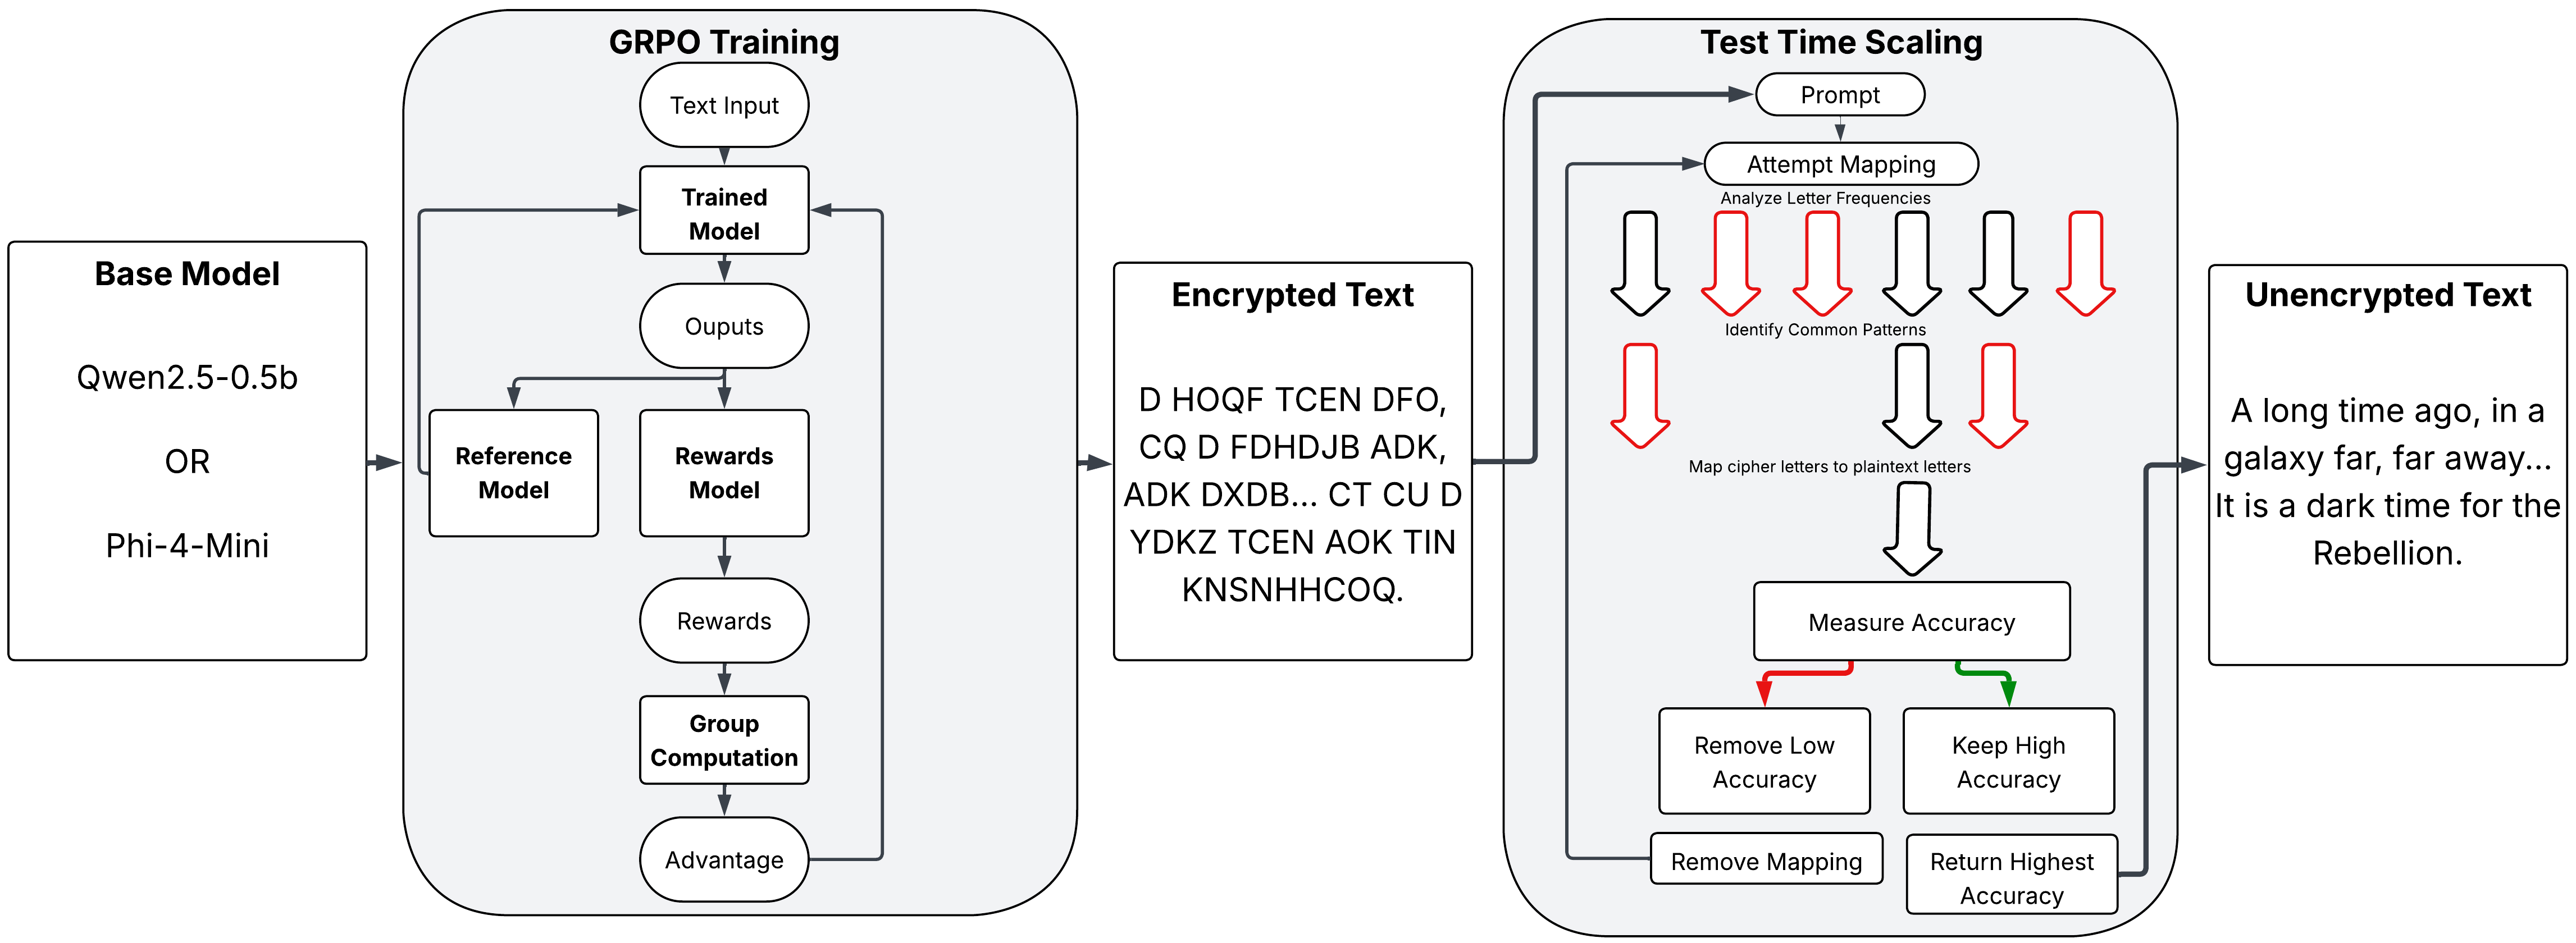 Base Model
Qwen2.5-0.5b
OR
Phi-4-Mini
GRPO Training
Text Input
Trained
Model
Ouputs
Reference
Model
Rewards
Model
Rewards
Group
Computation
Advantage
Encrypted Text
D HOQF TCEN DFO,
CQ D FDHDJB ADK,
ADK DXDB... CT CU D
YDKZ TCEN AOK TIN
KNSNHHCOQ.
Test Time Scaling
Prompt
Attempt Mapping
Analyze Letter Frequencies
Identify Common Patterns
Map cipher letters to plaintext letters
Measure Accuracy
Remove Low
Accuracy
Keep High
Accuracy
Remove Mapping
Return Highest
Accuracy
Unencrypted Text
A long time ago, in a
galaxy far, far away...
It is a dark time for the
Rebellion.